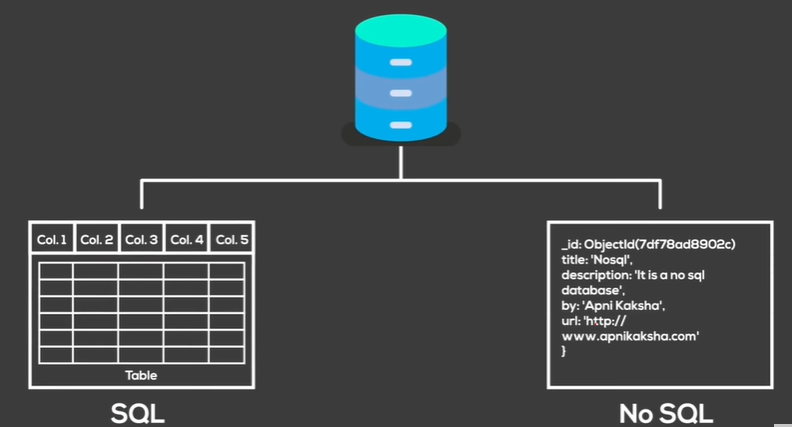 Col. 1 Col. 2 Col. 3 Col. 4 Col. 5
Table
SQL
_id: ObjectId(7df78ad8902c)
title: 'Nosql',
description: 'It is a no sql
database',
by: 'Apni Kaksha',
url: 'http://
www.apnikaksha.com'
}
No SQL